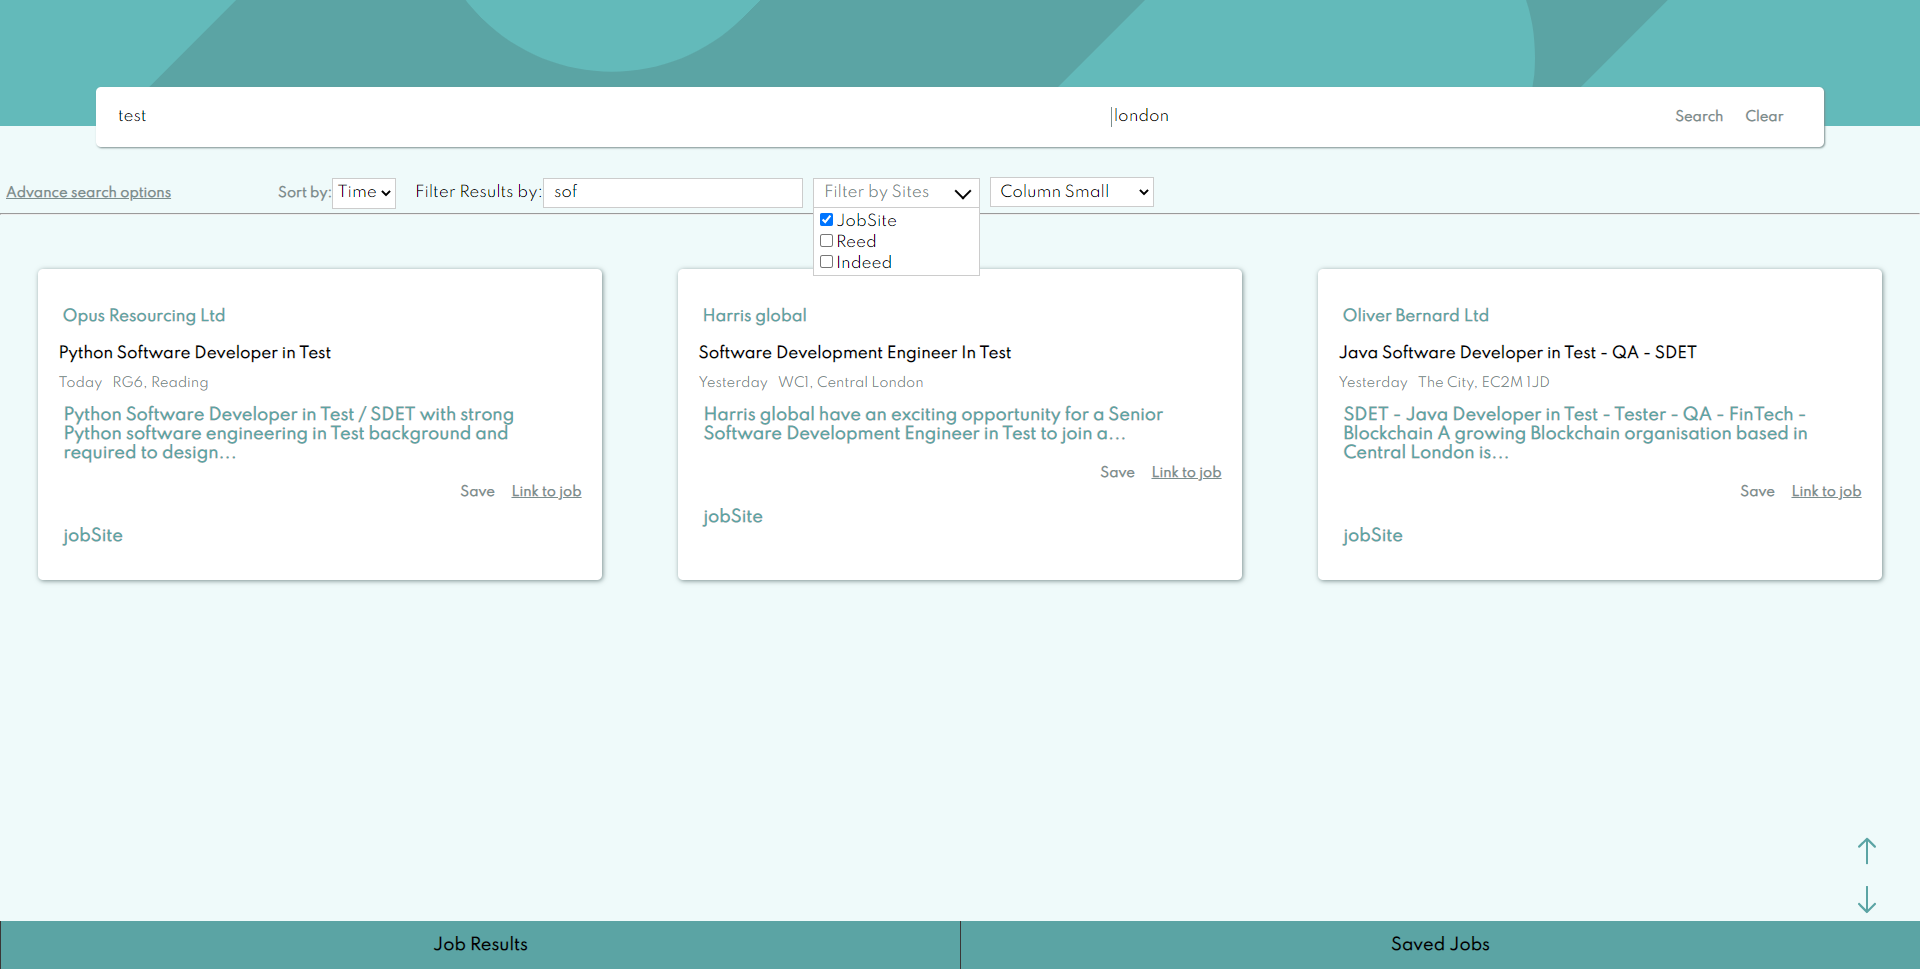 test
london
Search Clear
Advance search options
Sort by: Time
Filter Results by: sof
Filter by Sites
Column Small
JobSite
Reed
Indeed
Opus Resourcing Ltd
Python Software Developer in Test
Today RG6, Reading
Python Software Developer in Test / SDET with strong
Python software engineering in Test background and
required to design...
Save Link to job
jobSite
Harris global
Software Development Engineer In Test
Yesterday WC1, Central London
Harris global have an exciting opportunity for a Senior
Software Development Engineer in Test to join a...
Save Link to job
jobSite
Oliver Bernard Ltd
Java Software Developer in Test - QA - SDET
Yesterday The City, EC2M 1JD
SDET - Java Developer in Test - Tester - QA - FinTech -
Blockchain A growing Blockchain organisation based in
Central London is...
Save Link to job
jobSite
Job Results
Saved Jobs